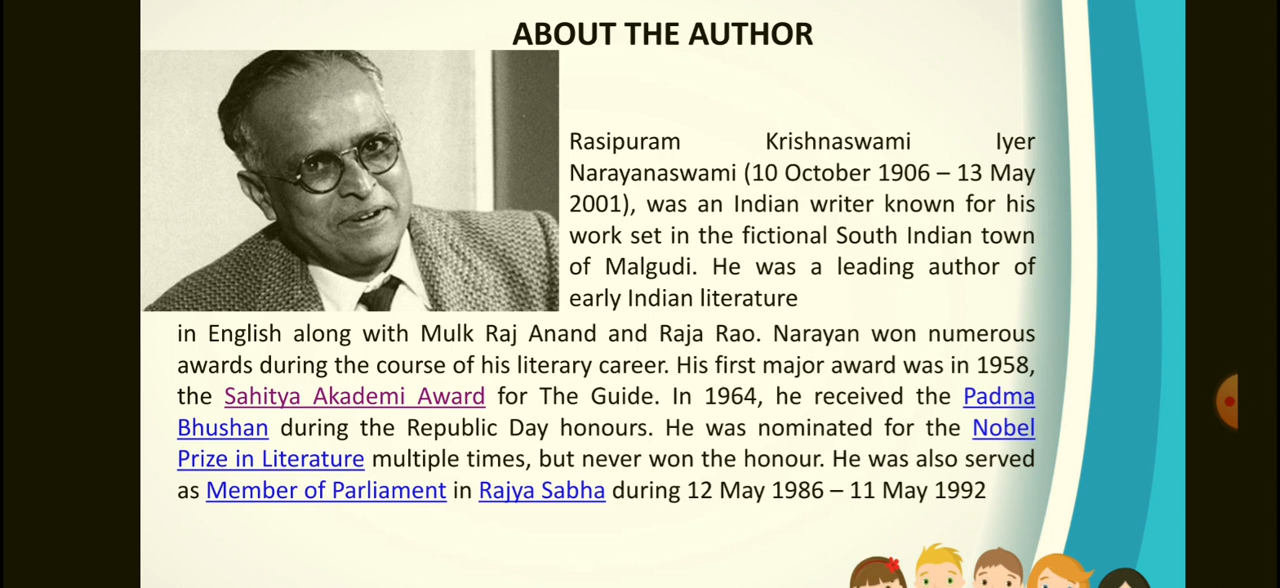 ABOUT THE AUTHOR
Rasipuram Krishnaswami Iyer
Narayanaswami (10 October 1906 – 13 May
2001), was an Indian writer known for his
work set in the fictional South Indian town
of Malgudi. He was a leading author of
early Indian literature
in English along with Mulk Raj Anand and Raja Rao. Narayan won numerous
awards during the course of his literary career. His first major award was in 1958,
the Sahitya Akademi Award for The Guide. In 1964, he received the Padma
Bhushan during the Republic Day honours. He was nominated for the Nobel
Prize in Literature multiple times, but never won the honour. He was also served
as Member of Parliament in Rajya Sabha during 12 May 1986 – 11 May 1992